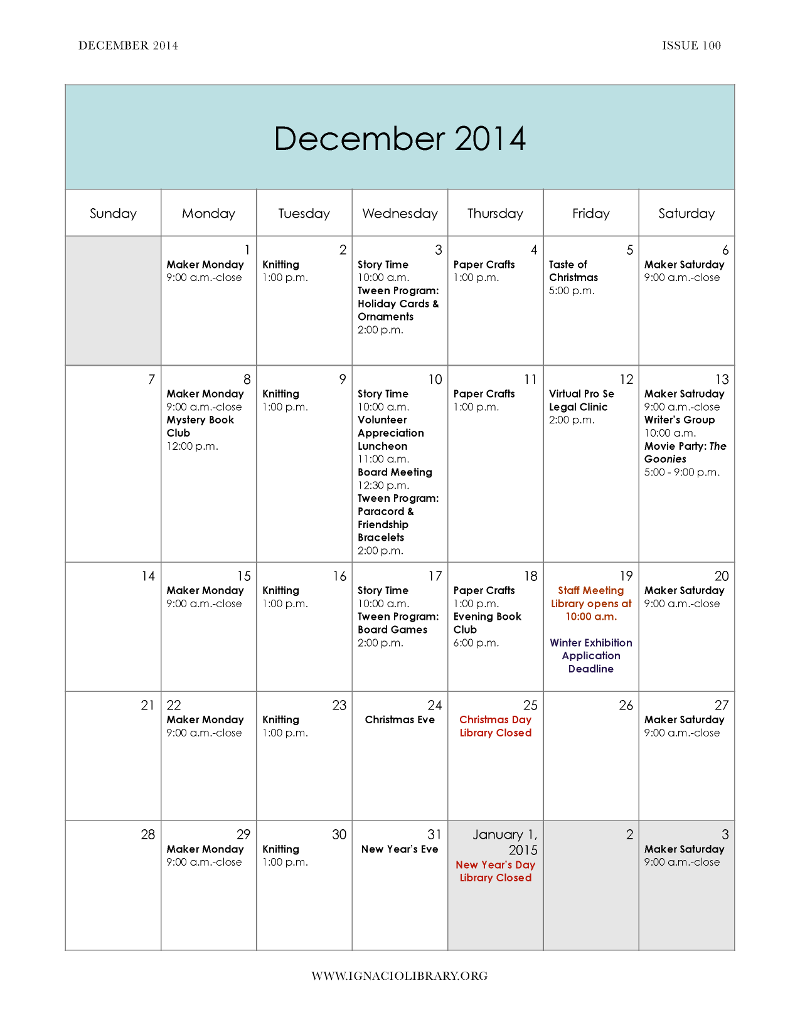 DECEMBER 2014
ISSUE 100
December 2014
Sunday
Monday
Tuesday
Wednesday
Thursday
Friday
Saturday
1
Maker Monday
9:00 a.m.-close
2
Knitting
1:00 p.m.
3
Story Time
10:00 a.m.
Tween Program:
Holiday Cards &
Ornaments
2:00 p.m.
4
Paper Crafts
1:00 p.m.
5
Taste of
Christmas
5:00 p.m.
6
Maker Saturday
9:00 a.m.-close
7
8
Maker Monday
9:00 a.m.-close
Mystery Book
Club
12:00 p.m.
9
Knitting
1:00 p.m.
10
Story Time
10:00 a.m.
Volunteer
Appreciation
Luncheon
11:00 a.m.
Board Meeting
12:30 p.m.
Tween Program:
Paracord &
Friendship
Bracelets
2:00 p.m.
11
Paper Crafts
1:00 p.m.
12
Virtual Pro Se
Legal Clinic
2:00 p.m.
13
Maker Satruday
9:00 a.m.-close
Writer's Group
10:00 a.m.
Movie Party: The
Goonies
5:00 - 9:00 p.m.
14
15
Maker Monday
9:00 a.m.-close
16
Knitting
1:00 p.m.
17
Story Time
10:00 a.m.
Tween Program:
Board Games
2:00 p.m.
18
Paper Crafts
1:00 p.m.
Evening Book
Club
6:00 p.m.
19
Staff Meeting
Library opens at
10:00 a.m.
Winter Exhibition
Application
Deadline
20
Maker Saturday
9:00 a.m.-close
21
22
Maker Monday
9:00 a.m.-close
23
Knitting
1:00 p.m.
24
Christmas Eve
25
Christmas Day
Library Closed
26
27
Maker Saturday
9:00 a.m.-close
28
29
Maker Monday
9:00 a.m.-close
30
Knitting
1:00 p.m.
31
New Year's Eve
January 1,
2015
New Year's Day
Library Closed
2
3
Maker Saturday
9:00 a.m.-close
WWW.IGNACIOLIBRARY.ORG